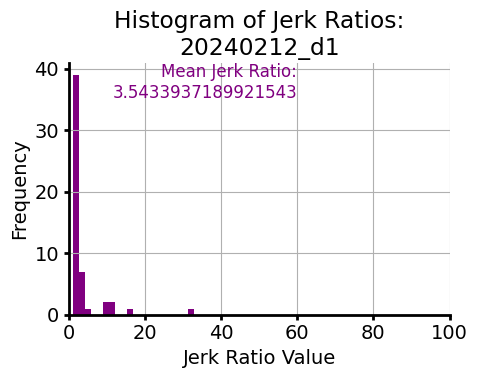 Histogram of Jerk Ratios:
20240212_d1
Mean Jerk Ratio:
3.5433937189921543
40
30
20
10
0
Frequency
0 20 40 60 80 100
Jerk Ratio Value